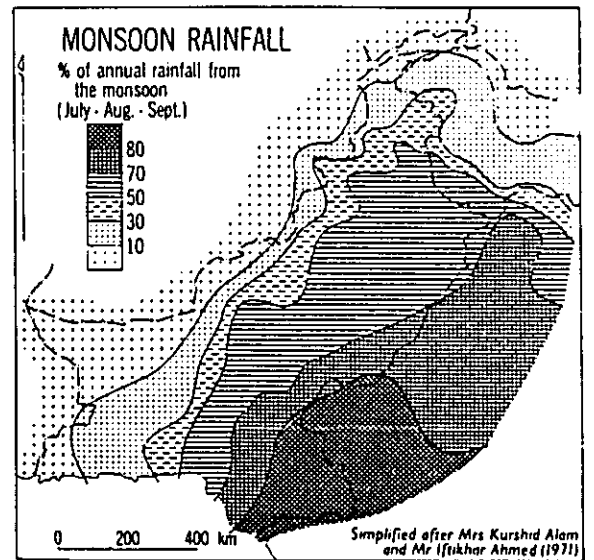 MONSOON RAINFALL
% of annual rainfall from
the monsoon
(July - Aug. - Sept.)
80
70
50
30
10
0 200 400 km
Simplified after Mrs Kurshid Alam
and Mr Iftikhar Ahmed (1971)